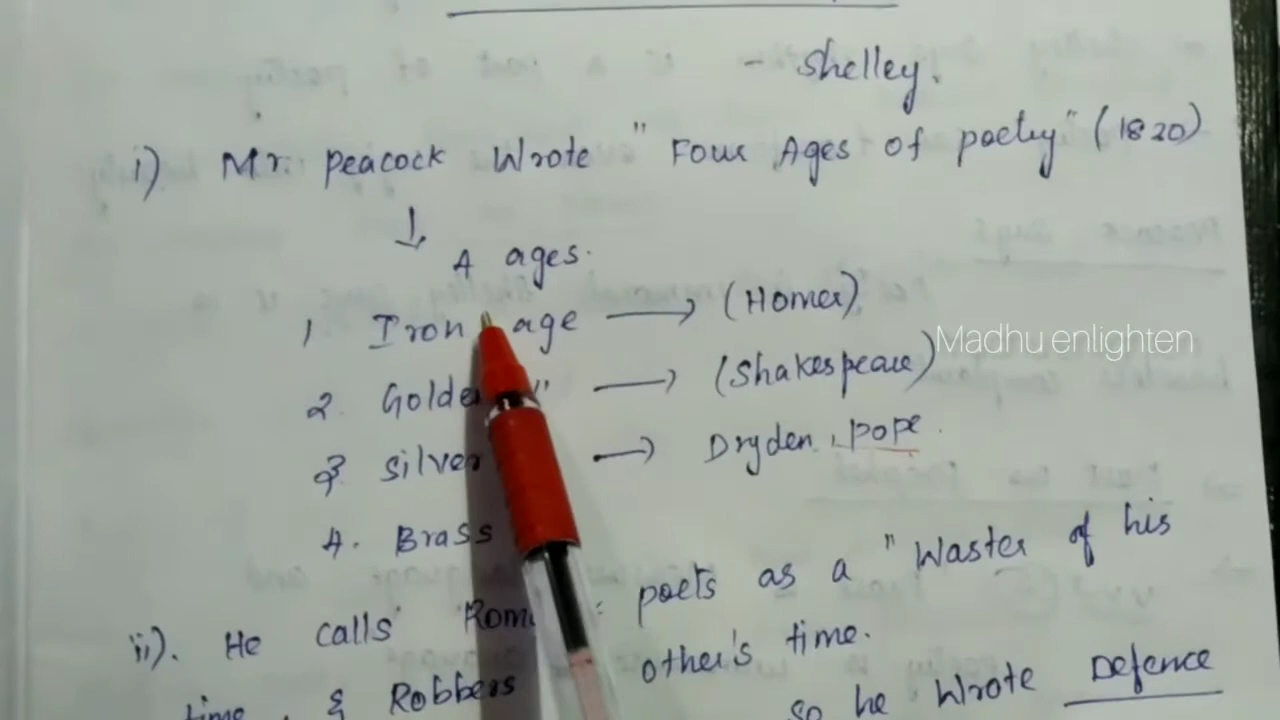 - Shelley.
i) Mr. Peacock Wrote "Four Ages of poetry" (1820)
↓
4 ages.
1 Iron age → (Homer)
2. Golde " → (Shakespeare)
3 Silver → Dryden, Pope.
4. Brass
ii). He calls poets as a "Waster of his
time & Robbers other's time.
so he Wrote Defence
Madhu enlighten